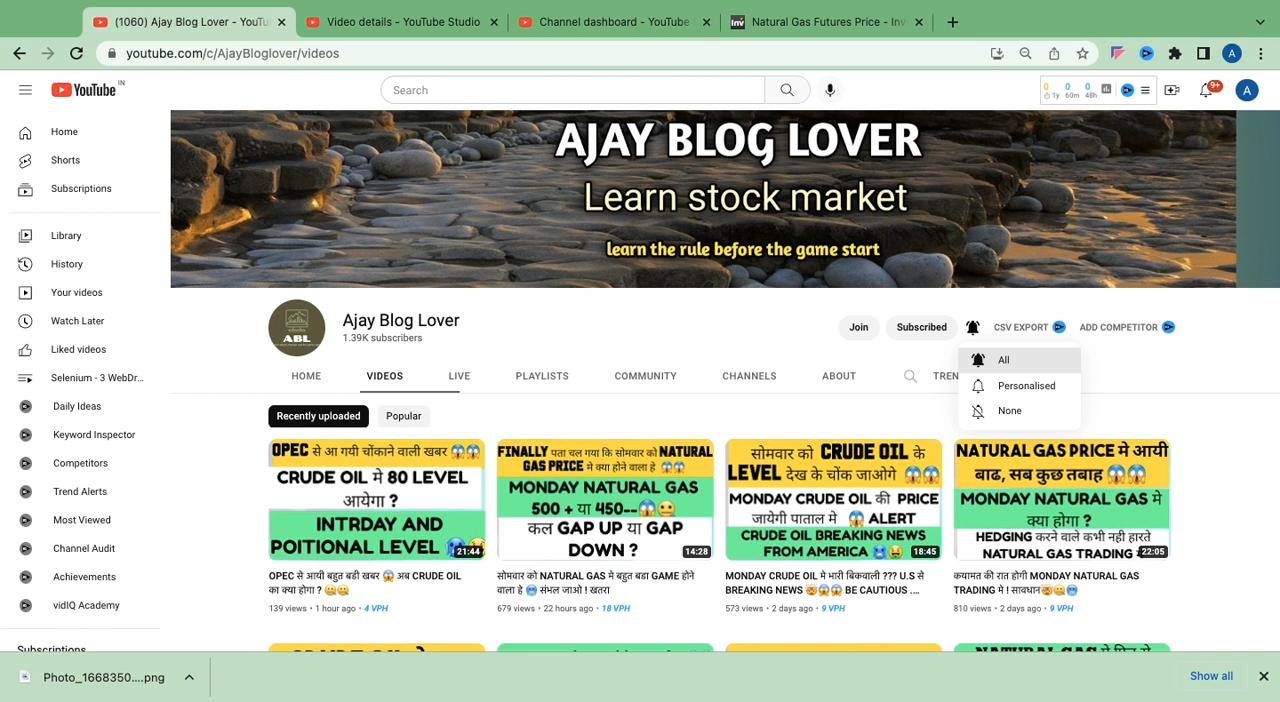 (1060) Ajay Blog Lover - YouTu
Video details - YouTube Studio
Channel dashboard - YouTube
Natural Gas Futures Price - Inv
youtube.com/c/AjayBloglover/videos
A
YouTube IN
Search
0 0 0
1y 60m 48h
9+
A
Home
Shorts
Subscriptions
Library
History
Your videos
Watch Later
Liked videos
Selenium - 3 WebDr...
Daily Ideas
Keyword Inspector
Competitors
Trend Alerts
Most Viewed
Channel Audit
Achievements
vidIQ Academy
Subscriptions
AJAY BLOG LOVER
Learn stock market
learn the rule before the game start
ABL
Ajay Blog Lover
1.39K subscribers
Join
Subscribed
CSV EXPORT
ADD COMPETITOR
All
Personalised
None
HOME
VIDEOS
LIVE
PLAYLISTS
COMMUNITY
CHANNELS
ABOUT
TREN
Recently uploaded
Popular
OPEC से आ गयी चोंकाने वाली खबर 😱😱
CRUDE OIL मे 80 LEVEL
आयेगा ?
INTRDAY AND
POITIONAL LEVEL
21:44
OPEC से आयी बहुत बडी खबर 😱 अब CRUDE OIL
का क्या होगा ? 🤐🤐
139 views • 1 hour ago • 4 VPH
FINALLY पता चल गया कि सोमवार को NATURAL
GAS PRICE मे क्या होने वाला हे 😱😱
MONDAY NATURAL GAS
500 + या 450--😱😬
कल GAP UP या GAP
DOWN ?
14:28
सोमवार को NATURAL GAS मे बहुत बडा GAME होने
वाला हे 🥶 संभल जाओ ! खतरा
679 views • 22 hours ago • 18 VPH
सोमवार को CRUDE OIL के
LEVEL देख के चोंक जाओगे 😱😱
MONDAY CRUDE OIL की PRICE
जायेगी पाताल मे 😱 ALERT
CRUDE OIL BREAKING NEWS
FROM AMERICA
18:45
MONDAY CRUDE OIL मे भारी बिकवाली ??? U.S से
BREAKING NEWS 🤯😱😱 BE CAUTIOUS ....
573 views • 2 days ago • 9 VPH
NATURAL GAS PRICE मे आयी
बाढ, सब कुछ तबाह 😱😱
MONDAY NATURAL GAS मे
क्या होगा ?
HEDGING करने वाले कभी नही हारते
NATURAL GAS TRADING
22:05
कयामत की रात होगी MONDAY NATURAL GAS
TRADING मे ! सावधान🤯🤐🥶
810 views • 2 days ago • 9 VPH
Photo_1668350....png
Show all